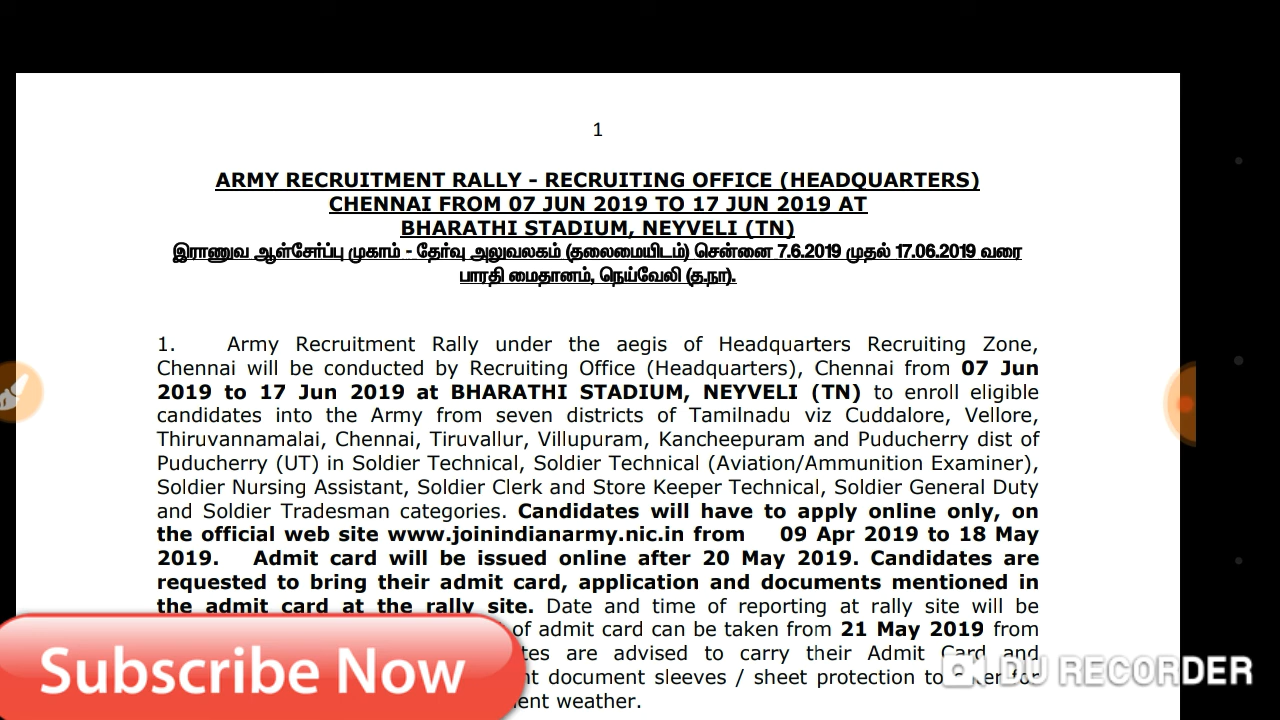 1
ARMY RECRUITMENT RALLY - RECRUITING OFFICE (HEADQUARTERS)
CHENNAI FROM 07 JUN 2019 TO 17 JUN 2019 AT
BHARATHI STADIUM, NEYVELI (TN)
இராணுவ ஆள்சேர்ப்பு முகாம் - தேர்வு அலுவலகம் (தலைமையிடம்) சென்னை 7.6.2019 முதல் 17.06.2019 வரை
பாரதி மைதானம், நெய்வேலி (த.நா).
1. Army Recruitment Rally under the aegis of Headquarters Recruiting Zone,
Chennai will be conducted by Recruiting Office (Headquarters), Chennai from 07 Jun
2019 to 17 Jun 2019 at BHARATHI STADIUM, NEYVELI (TN) to enroll eligible
candidates into the Army from seven districts of Tamilnadu viz Cuddalore, Vellore,
Thiruvannamalai, Chennai, Tiruvallur, Villupuram, Kancheepuram and Puducherry dist of
Puducherry (UT) in Soldier Technical, Soldier Technical (Aviation/Ammunition Examiner),
Soldier Nursing Assistant, Soldier Clerk and Store Keeper Technical, Soldier General Duty
and Soldier Tradesman categories. Candidates will have to apply online only, on
the official web site www.joinindianarmy.nic.in from 09 Apr 2019 to 18 May
2019. Admit card will be issued online after 20 May 2019. Candidates are
requested to bring their admit card, application and documents mentioned in
the admit card at the rally site. Date and time of reporting at rally site will be
of admit card can be taken from 21 May 2019 from
are advised to carry their Admit Card and
document sleeves / sheet protection to for
weather.
Subscribe Now
DU RECORDER